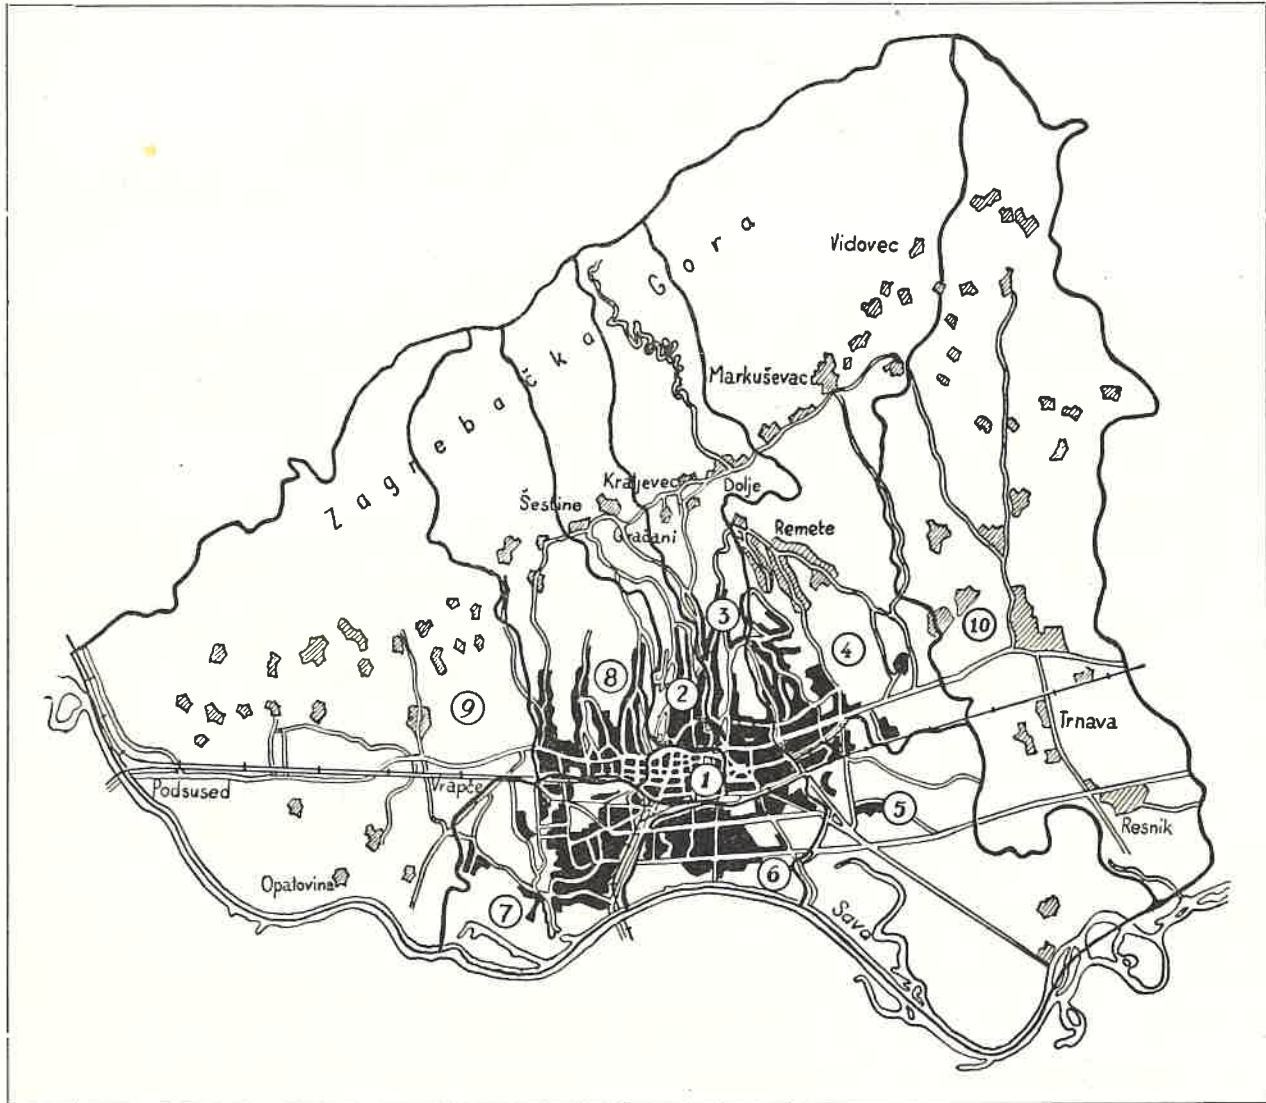 Zagrebačka Gora
Vidovec
Markuševac
Kraljevec
Dolje
Šestine
Gračani
Remete
3
10
4
8
2
9
Trnava
1
Podsused
Vrapče
5
Resnik
6
Opatovina
7
Sava